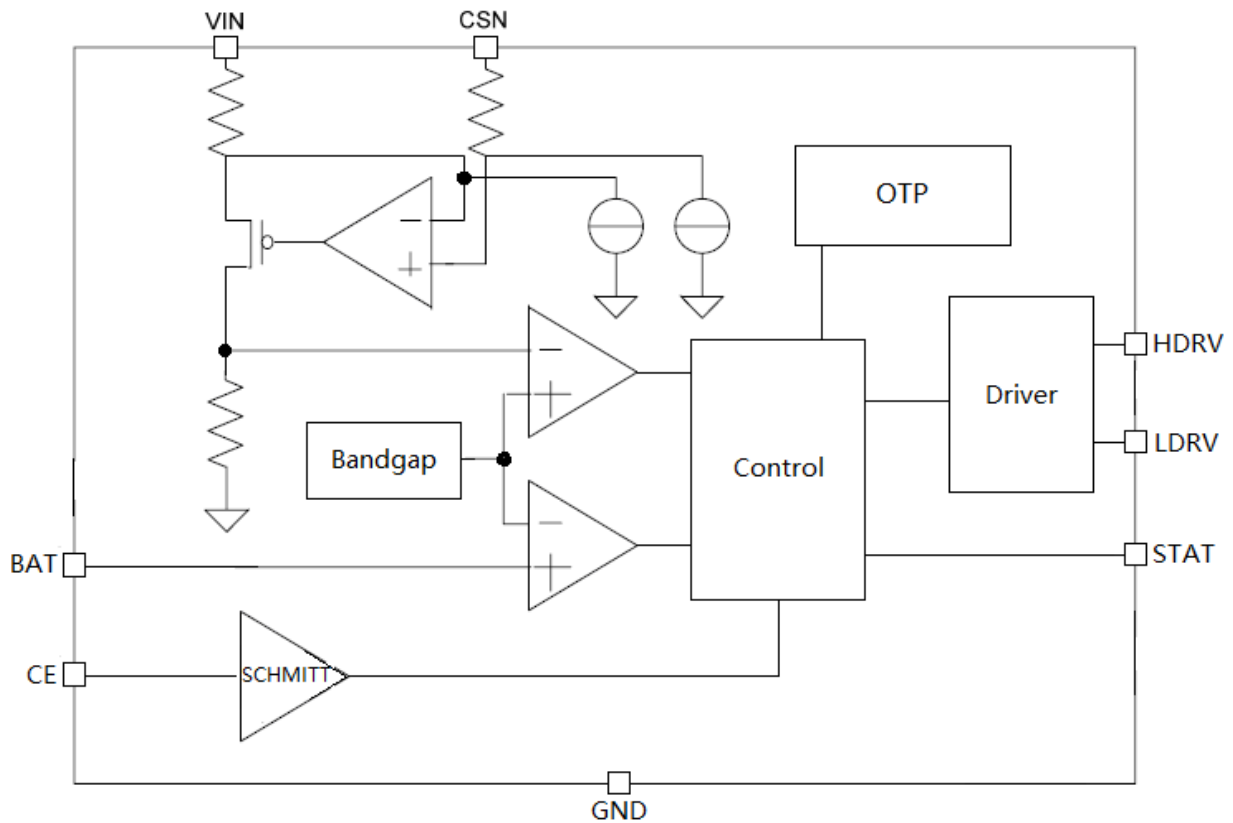 VIN
CSN
OTP
−
+
HDRV
−
Driver
+
LDRV
Bandgap
Control
−
STAT
BAT
+
CE
SCHMITT
GND